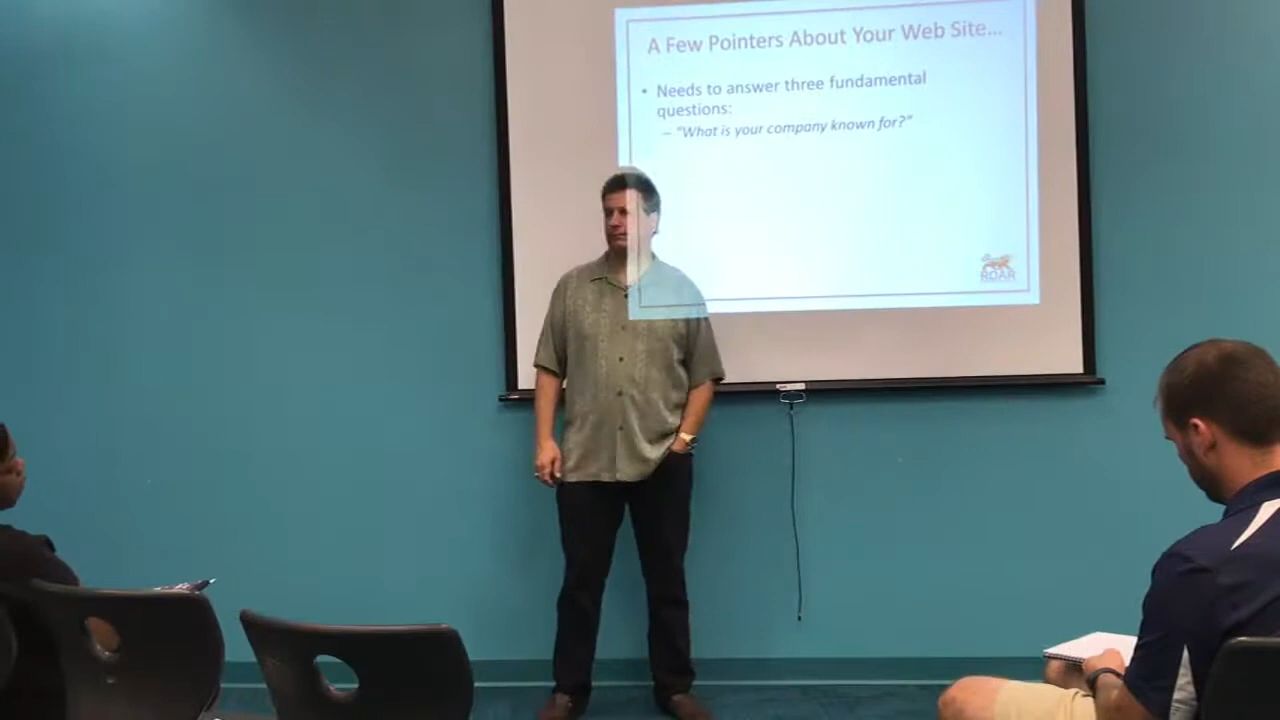 A Few Pointers About Your Web Site...
• Needs to answer three fundamental
questions:
– "What is your company known for?"
ROAR